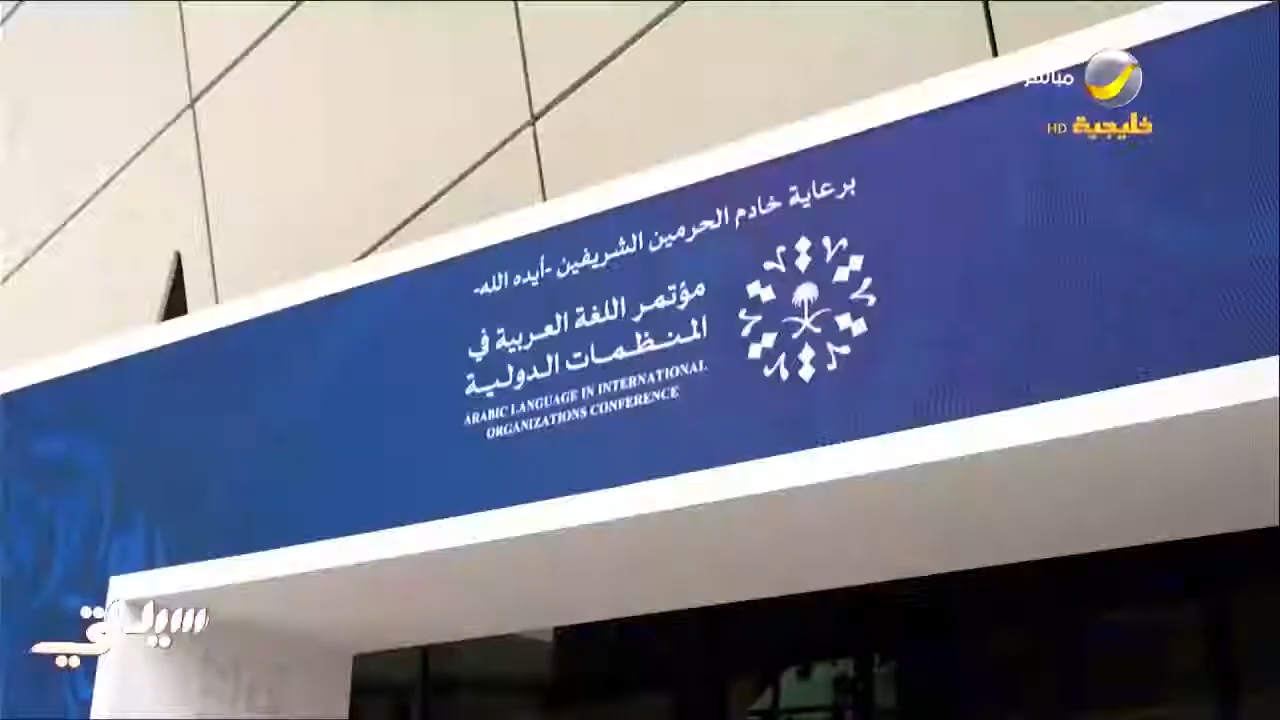 مباشر
خليجية HD
برعاية خادم الحرمين الشريفين -أيده الله-
مؤتمر اللغة العربية في
المنظمات الدولية
ARABIC LANGUAGE IN INTERNATIONAL
ORGANIZATIONS CONFERENCE
سياق